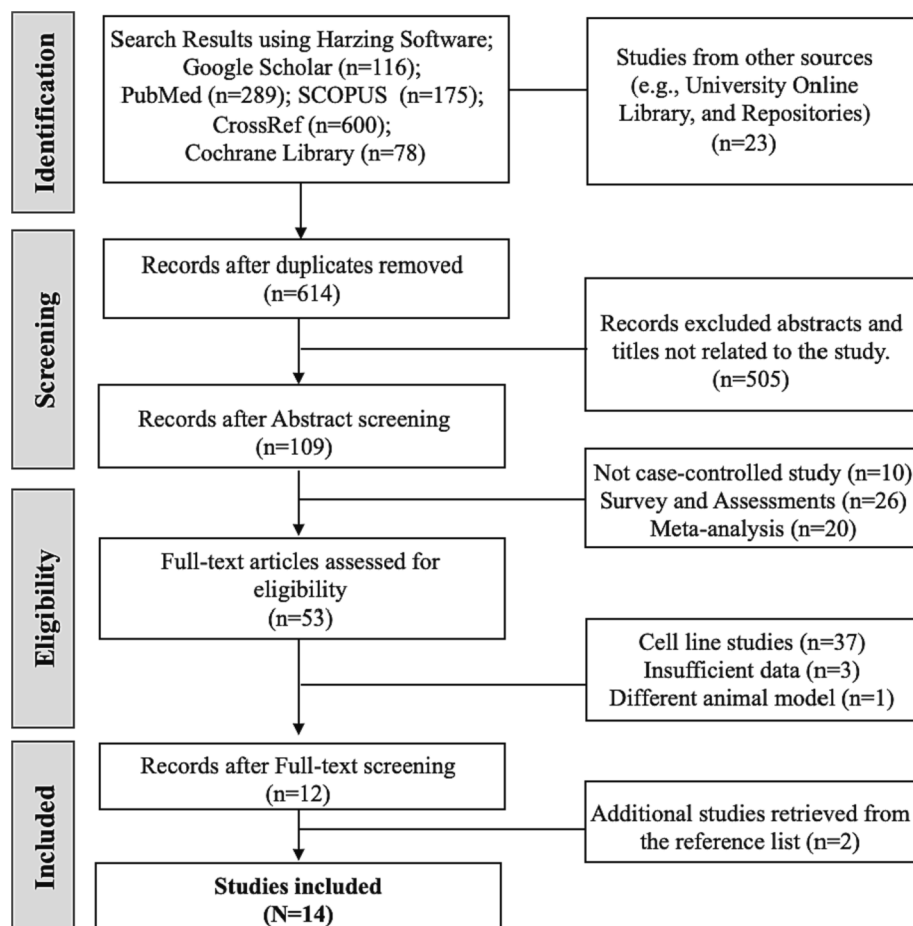 Identification
Search Results using Harzing Software;
Google Scholar (n=116);
PubMed (n=289); SCOPUS (n=175);
CrossRef (n=600);
Cochrane Library (n=78)
Studies from other sources
(e.g., University Online
Library, and Repositories)
(n=23)
Screening
Records after duplicates removed
(n=614)
Records excluded abstracts and
titles not related to the study.
(n=505)
Records after Abstract screening
(n=109)
Eligibility
Not case-controlled study (n=10)
Survey and Assessments (n=26)
Meta-analysis (n=20)
Full-text articles assessed for
eligibility
(n=53)
Cell line studies (n=37)
Insufficient data (n=3)
Different animal model (n=1)
Included
Records after Full-text screening
(n=12)
Additional studies retrieved from
the reference list (n=2)
Studies included
(N=14)